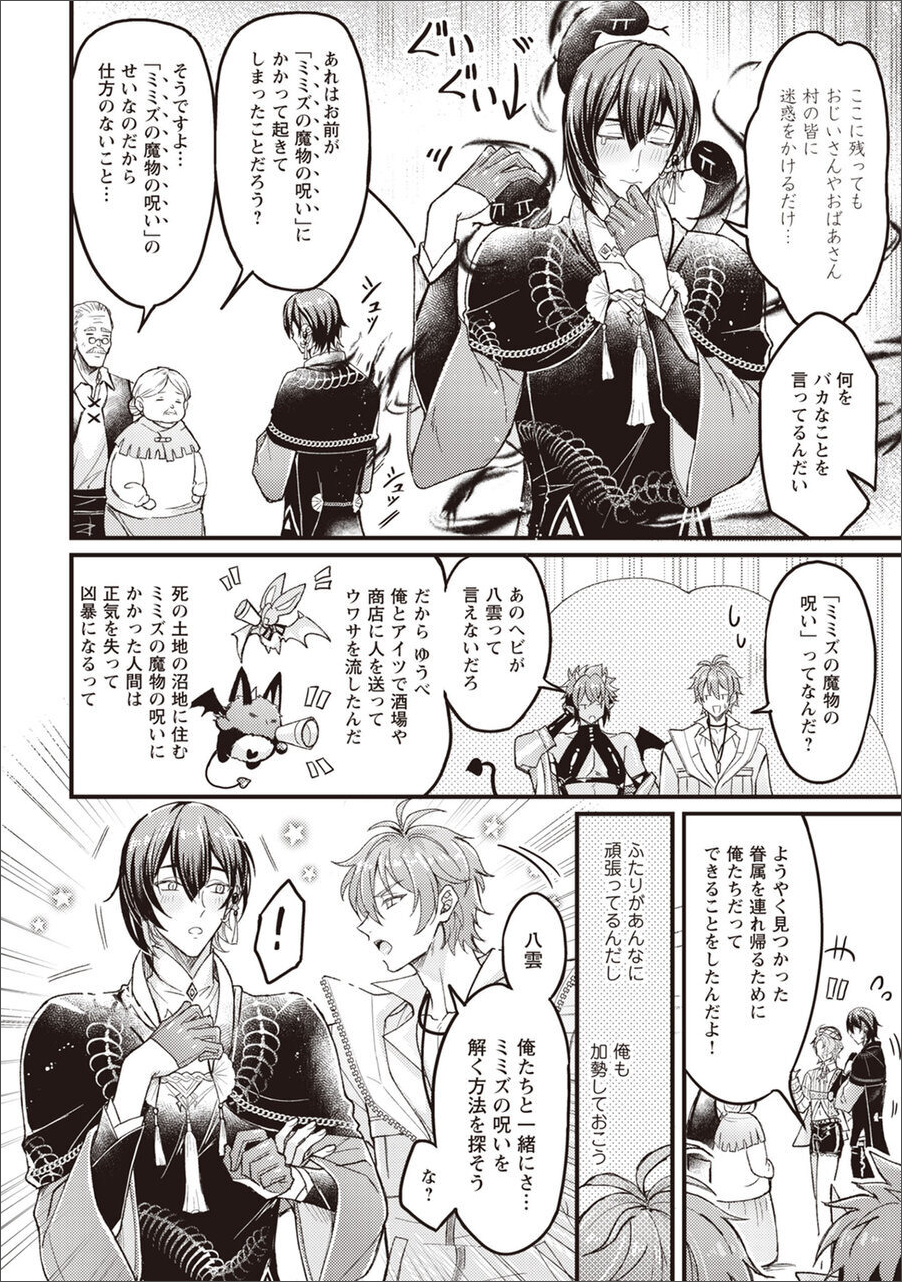 ここに残っても
おじいさんやおばあさん
村の皆に
迷惑をかけるだけ…
何を
バカなことを
言ってるんだい
ぐいぐい
シュッ
シュッ
あれはお前が
「ミミズの魔物の呪い」に
かかって起きて
しまったことだろう？
そうですよ…
「ミミズの魔物の呪い」の
せいなのだから
仕方のないこと…
「ミミズの魔物の
呪い」ってなんだ？
あのヘビが
八雲って
言えないだろ
だから ゆうべ
俺とアイツで酒場や
商店に人を送って
ウワサを流したんだ
死の土地の沼地に住む
ミミズの魔物の呪いに
かかった人間は
正気を失って
凶暴になるって
ようやく見つかった
眷属を連れ帰るために
俺たちだって
できることをしたんだよ！
ふたりがあんなに
頑張ってるんだし
俺も
加勢しておこう
八雲
俺たちと一緒にさ…
ミミズの呪いを
解く方法を探そう
な？
！